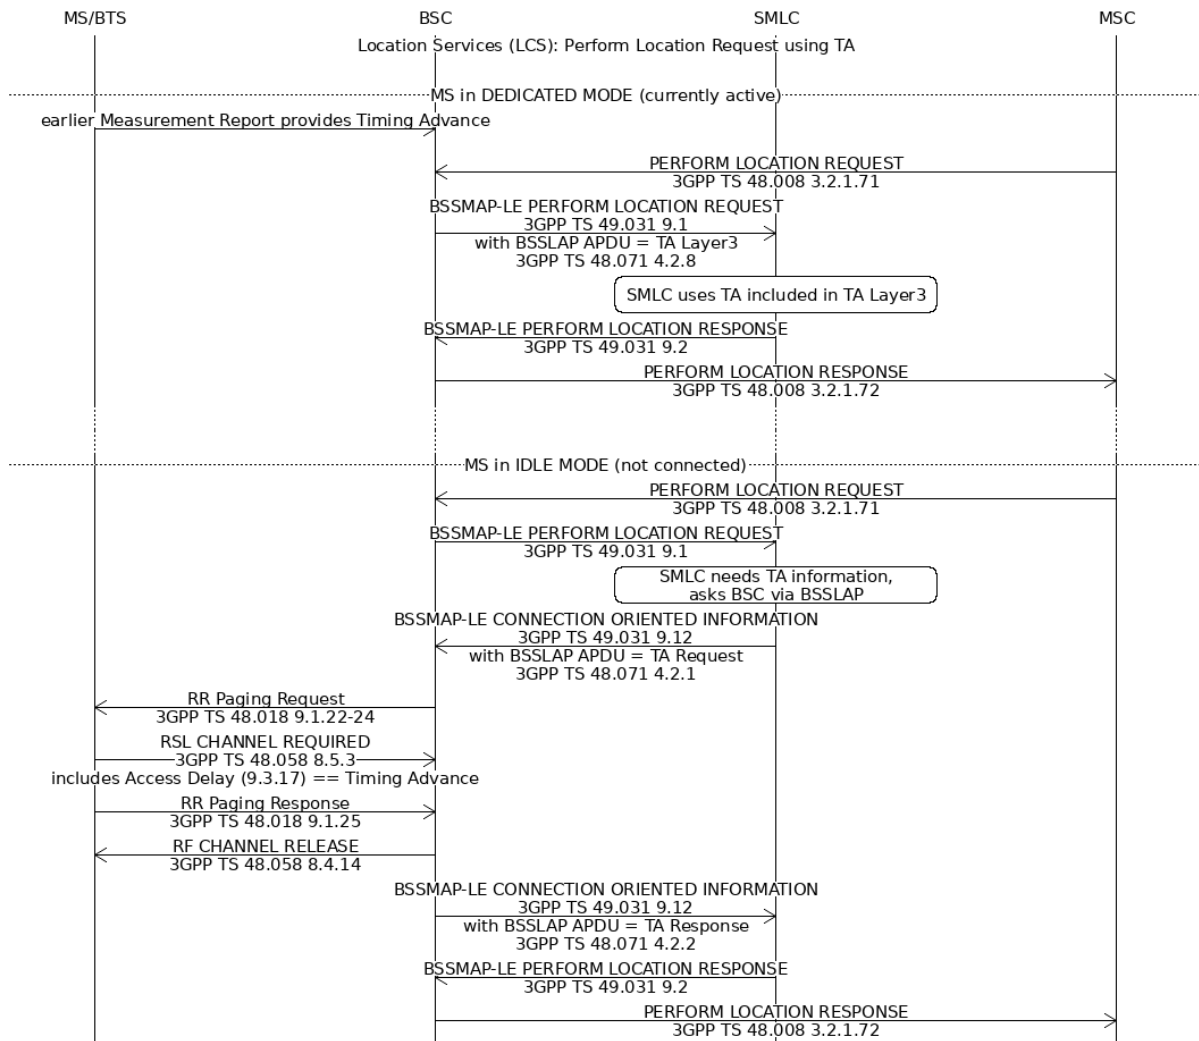 MS/BTS BSC SMLC MSC
Location Services (LCS): Perform Location Request using TA
MS in DEDICATED MODE (currently active)
earlier Measurement Report provides Timing Advance
PERFORM LOCATION REQUEST
3GPP TS 48.008 3.2.1.71
BSSMAP-LE PERFORM LOCATION REQUEST
3GPP TS 49.031 9.1
with BSSLAP APDU = TA Layer3
3GPP TS 48.071 4.2.8
SMLC uses TA included in TA Layer3
BSSMAP-LE PERFORM LOCATION RESPONSE
3GPP TS 49.031 9.2
PERFORM LOCATION RESPONSE
3GPP TS 48.008 3.2.1.72
MS in IDLE MODE (not connected)
PERFORM LOCATION REQUEST
3GPP TS 48.008 3.2.1.71
BSSMAP-LE PERFORM LOCATION REQUEST
3GPP TS 49.031 9.1
SMLC needs TA information,
asks BSC via BSSLAP
BSSMAP-LE CONNECTION ORIENTED INFORMATION
3GPP TS 49.031 9.12
with BSSLAP APDU = TA Request
3GPP TS 48.071 4.2.1
RR Paging Request
3GPP TS 48.018 9.1.22-24
RSL CHANNEL REQUIRED
3GPP TS 48.058 8.5.3
includes Access Delay (9.3.17) == Timing Advance
RR Paging Response
3GPP TS 48.018 9.1.25
RF CHANNEL RELEASE
3GPP TS 48.058 8.4.14
BSSMAP-LE CONNECTION ORIENTED INFORMATION
3GPP TS 49.031 9.12
with BSSLAP APDU = TA Response
3GPP TS 48.071 4.2.2
BSSMAP-LE PERFORM LOCATION RESPONSE
3GPP TS 49.031 9.2
PERFORM LOCATION RESPONSE
3GPP TS 48.008 3.2.1.72